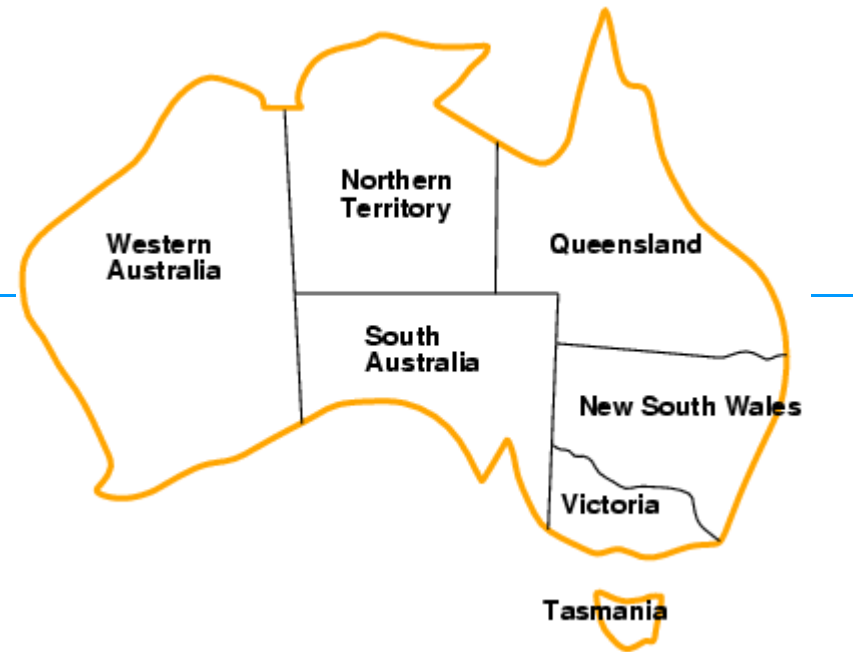 Northern
Territory
Western
Australia
Queensland
South
Australia
New South Wales
Victoria
Tasmania